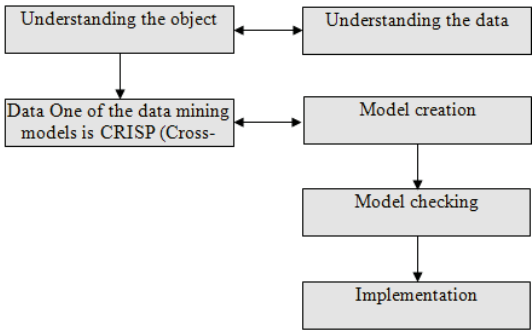 Understanding the object
Understanding the data
Data One of the data mining
models is CRISP (Cross-
Model creation
Model checking
Implementation